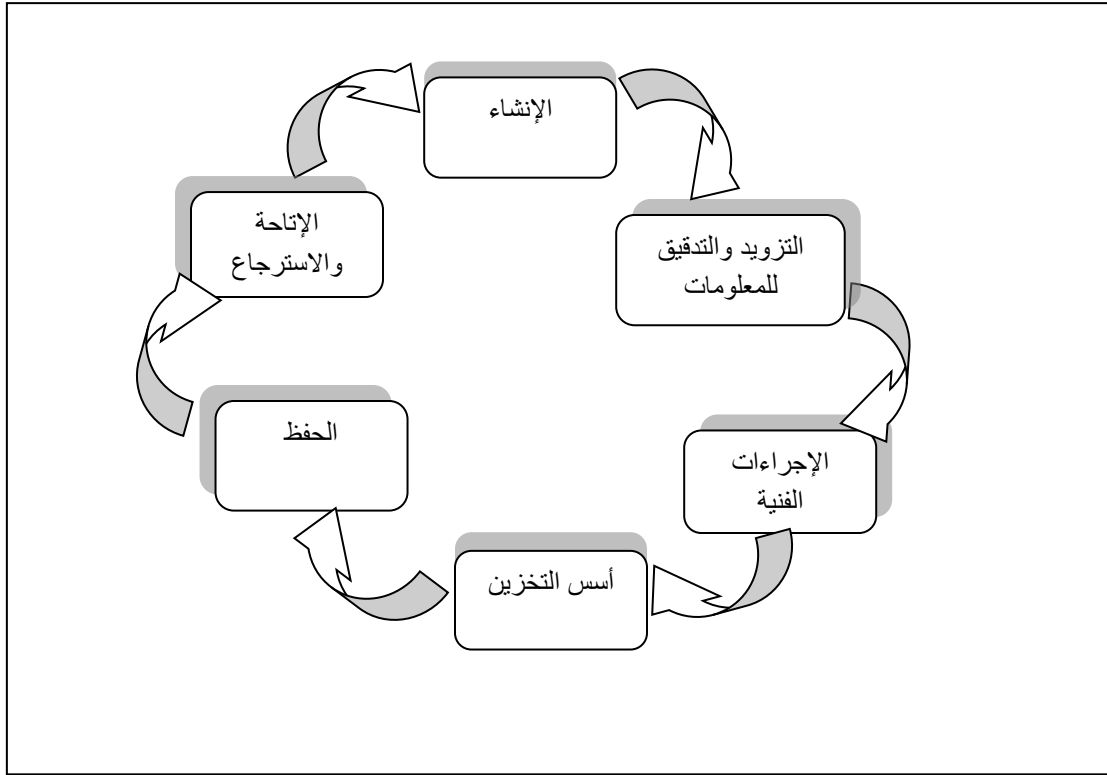 الإنشاء
التزويد والتدقيق
للمعلومات
الإجراءات
الفنية
أسس التخزين
الحفظ
الإتاحة
والاسترجاع